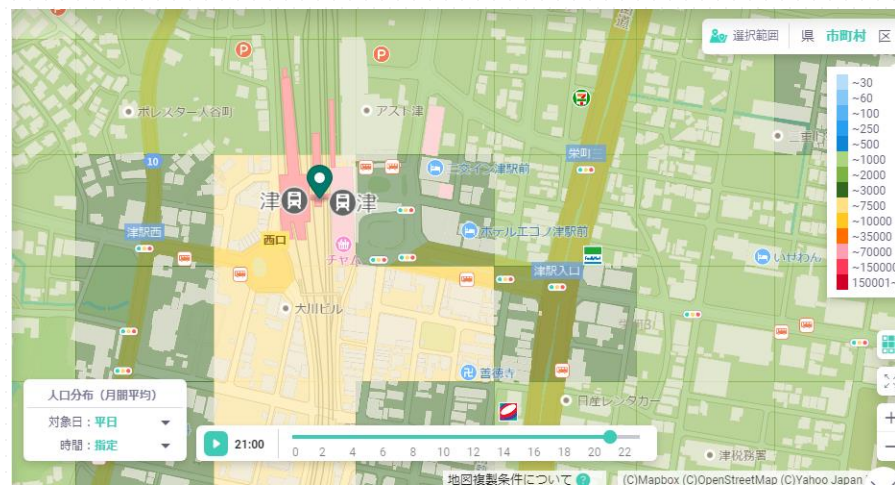 選択範囲 県 市町村 区
~30
~60
~100
~250
~500
~1000
~2000
~3000
~7500
~10000
~35000
~70000
~15000
150001~
P
P
ポレスター大谷町
アスト津
10
栄町三
三交イン津駅前
津
津
津駅西
西口
チャム
ホテルエコノ津駅前
いせわん
津駅入口
大川ビル
善徳寺
日産レンタカー
津税務署
人口分布（月間平均）
対象日：平日
時間：指定
21:00
0 2 4 6 8 10 12 14 16 18 20 22
地図複製条件について ?
(C)Mapbox (C)OpenStreetMap (C)Yahoo Japan